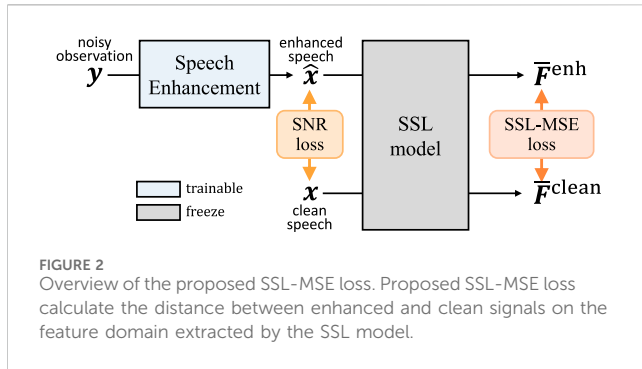 noisy
observation
y
Speech
Enhancement
enhanced
speech
x̂
SNR
loss
x
clean
speech
SSL
model
F̅enh
SSL-MSE
loss
F̅clean
trainable
freeze
FIGURE 2
Overview of the proposed SSL-MSE loss. Proposed SSL-MSE loss
calculate the distance between enhanced and clean signals on the
feature domain extracted by the SSL model.